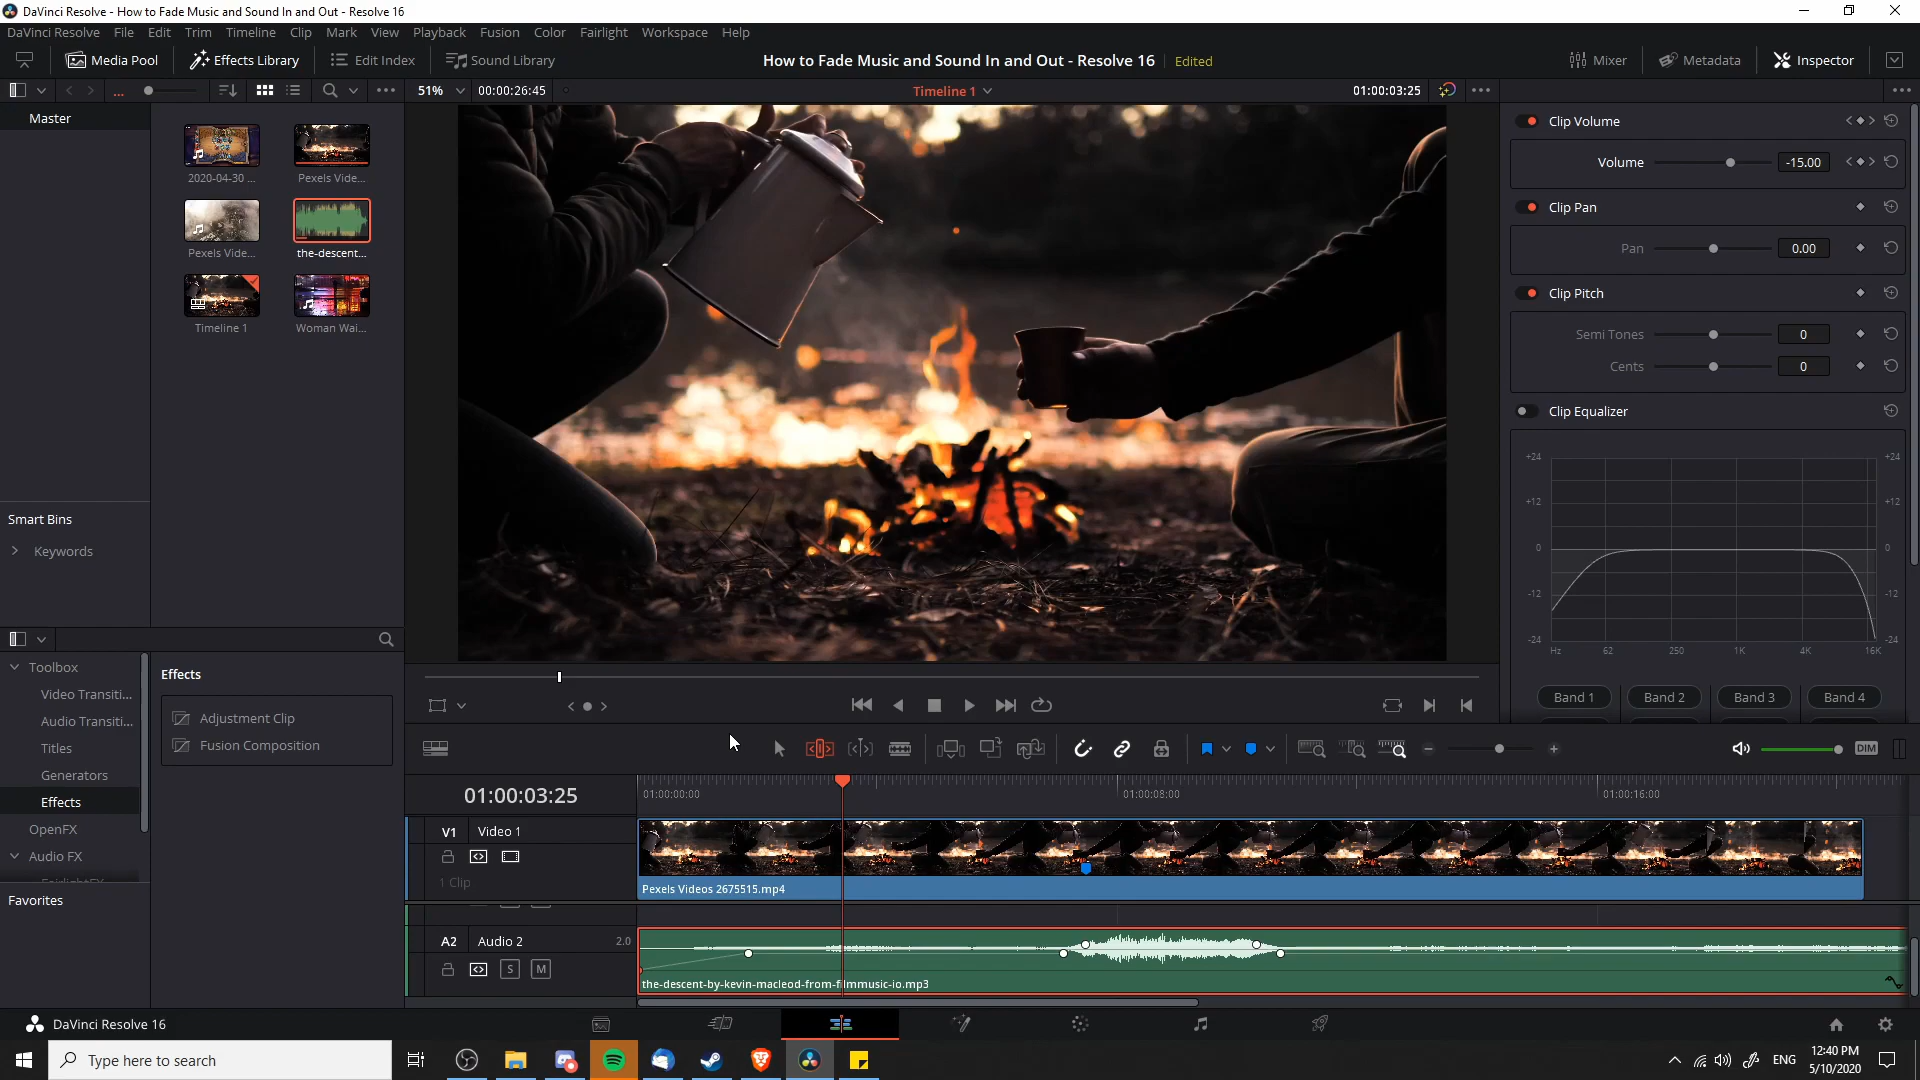 DaVinci Resolve - How to Fade Music and Sound In and Out - Resolve 16
DaVinci Resolve File Edit Trim Timeline Clip Mark View Playback Fusion Color Fairlight Workspace Help
Media Pool Effects Library Edit Index Sound Library How to Fade Music and Sound In and Out - Resolve 16 Edited Mixer Metadata Inspector
51% 00:00:26:45 Timeline 1 01:00:03:25
Master
2020-04-30 ... Pexels Vide...
Pexels Vide... the-descent...
Timeline 1 Woman Wai...
Smart Bins
Keywords
Clip Volume
Volume -15.00
Clip Pan
Pan 0.00
Clip Pitch
Semi Tones 0
Cents 0
Clip Equalizer
+24 +24
+12 +12
0 0
-12 -12
-24 -24
Hz 62 250 1K 4K 16K
Band 1 Band 2 Band 3 Band 4
Toolbox
Video Transiti...
Audio Transiti...
Titles
Generators
Effects
OpenFX
Audio FX
Favorites
Effects
Adjustment Clip
Fusion Composition
DIM
01:00:03:25 01:00:00:00 01:00:08:00 01:00:16:00
V1 Video 1
1 Clip
Pexels Videos 2675515.mp4
A2 Audio 2 2.0
S M
the-descent-by-kevin-macleod-from-filmmusic-io.mp3
DaVinci Resolve 16
Type here to search
ENG
12:40 PM
5/10/2020